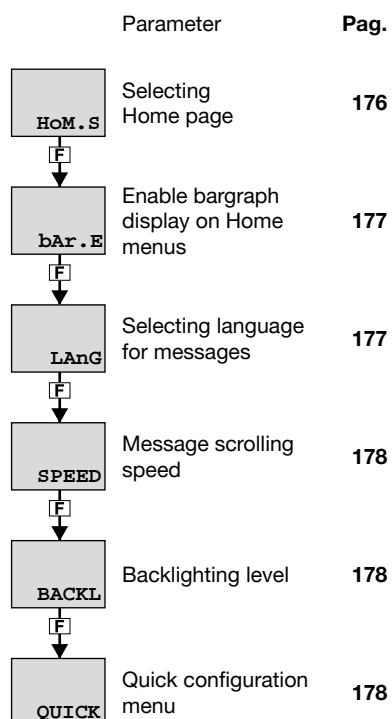 Parameter Pag.
HoM.S
Selecting
Home page
176
F
bAr.E
Enable bargraph
display on Home
menus
177
F
LAnG
Selecting language
for messages
177
F
SPEED
Message scrolling
speed
178
F
BACKL
Backlighting level
178
F
QUICK
Quick configuration
menu
178